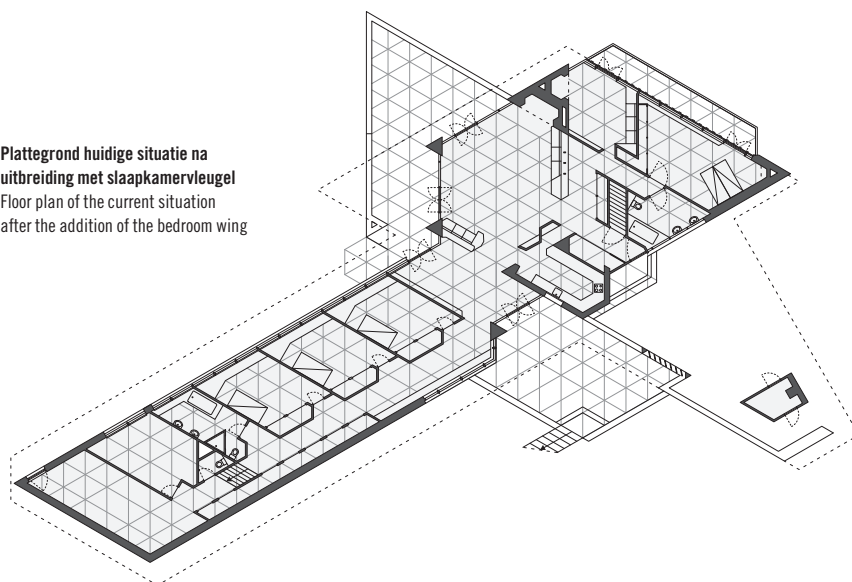 Plattegrond huidige situatie na
uitbreiding met slaapkamervleugel
Floor plan of the current situation
after the addition of the bedroom wing